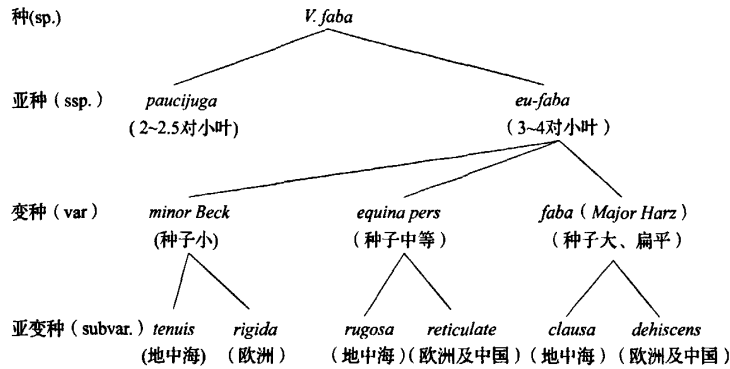 种(sp.) V. faba
亚种（ssp.） paucijuga eu-faba
(2~2.5对小叶) （3~4对小叶）
变种（var） minor Beck equina pers faba（Major Harz）
(种子小) （种子中等） （种子大、扁平）
亚变种（subvar.） tenuis rigida rugosa reticulate clausa dehiscens
(地中海) （欧洲） （地中海）（欧洲及中国）（地中海）（欧洲及中国）